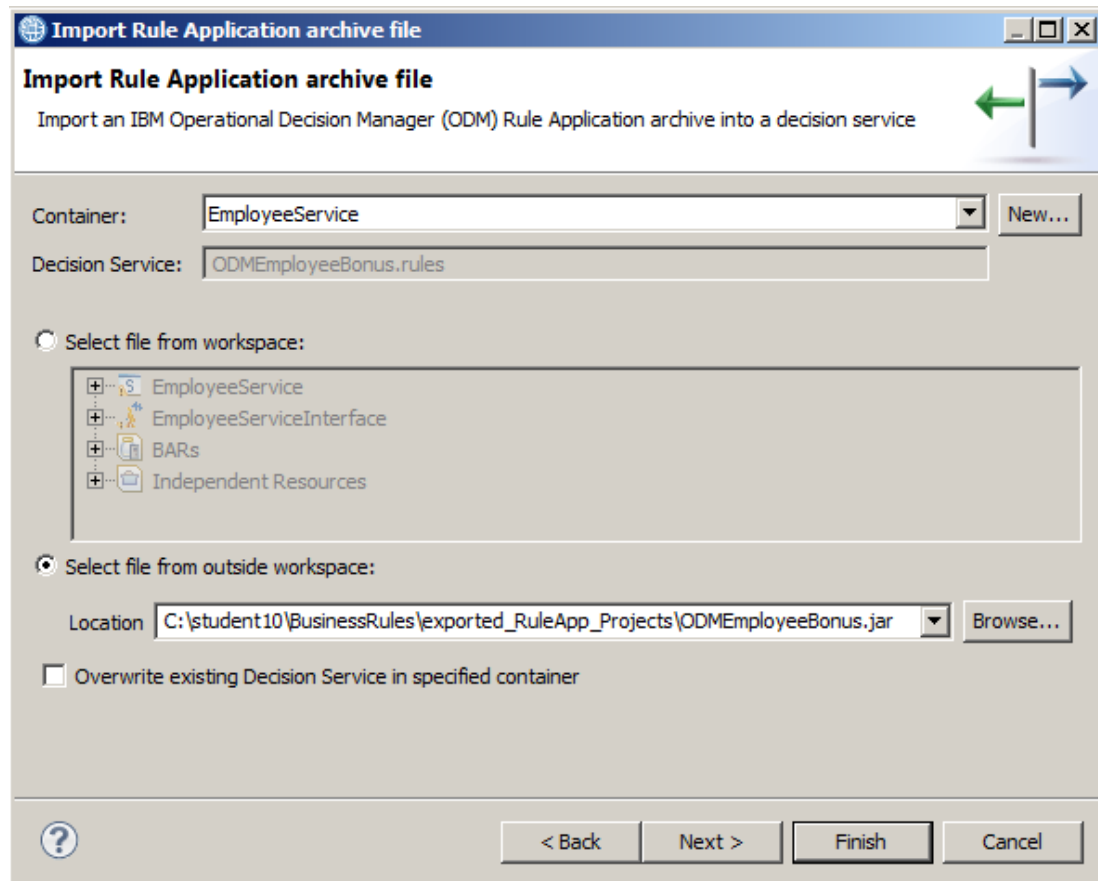 Import Rule Application archive file
Import Rule Application archive file
Import an IBM Operational Decision Manager (ODM) Rule Application archive into a decision service
Container: EmployeeService New...
Decision Service: ODMEmployeeBonus.rules
Select file from workspace:
EmployeeService
EmployeeServiceInterface
BARs
Independent Resources
Select file from outside workspace:
Location C:\student10\BusinessRules\exported_RuleApp_Projects\ODMEmployeeBonus.jar Browse...
Overwrite existing Decision Service in specified container
? < Back Next > Finish Cancel